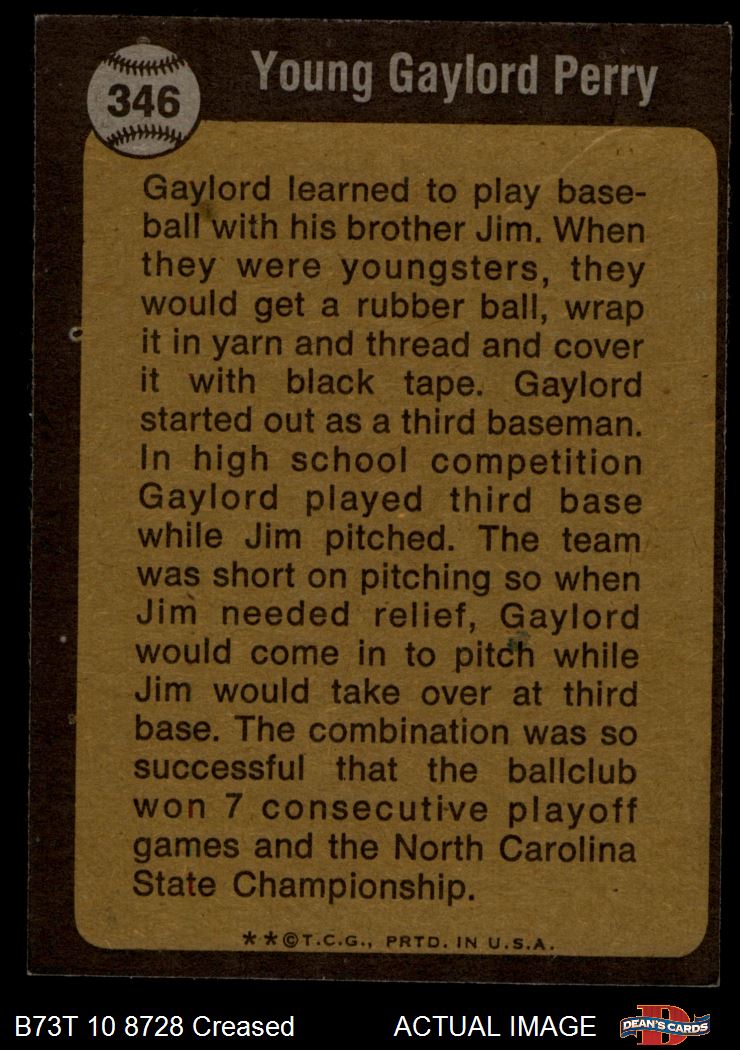 346
Young Gaylord Perry
Gaylord learned to play base-
ball with his brother Jim. When
they were youngsters, they
would get a rubber ball, wrap
it in yarn and thread and cover
it with black tape. Gaylord
started out as a third baseman.
In high school competition
Gaylord played third base
while Jim pitched. The team
was short on pitching so when
Jim needed relief, Gaylord
would come in to pitch while
Jim would take over at third
base. The combination was so
successful that the ballclub
won 7 consecutive playoff
games and the North Carolina
State Championship.
**©T.C.G., PRTD. IN U.S.A.
B73T 10 8728 Creased
ACTUAL IMAGE
D
DEAN'S CARDS